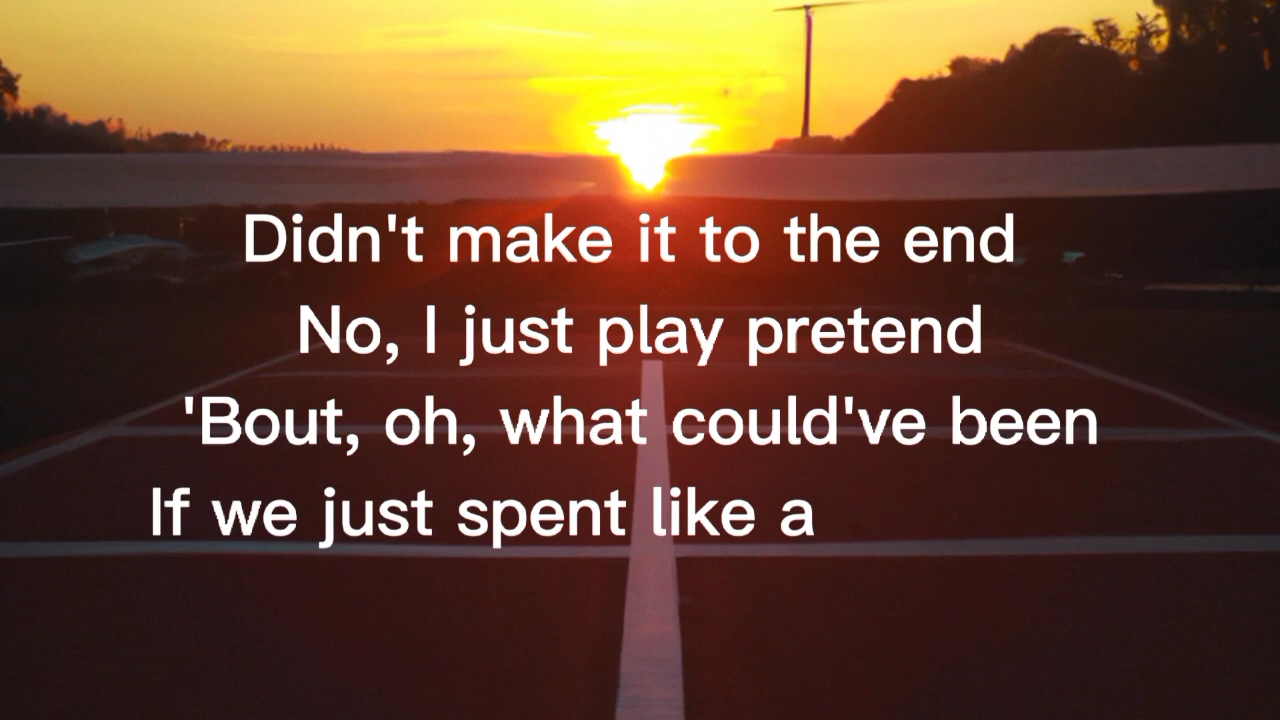 Didn't make it to the end
No, I just play pretend
'Bout, oh, what could've been
If we just spent like a